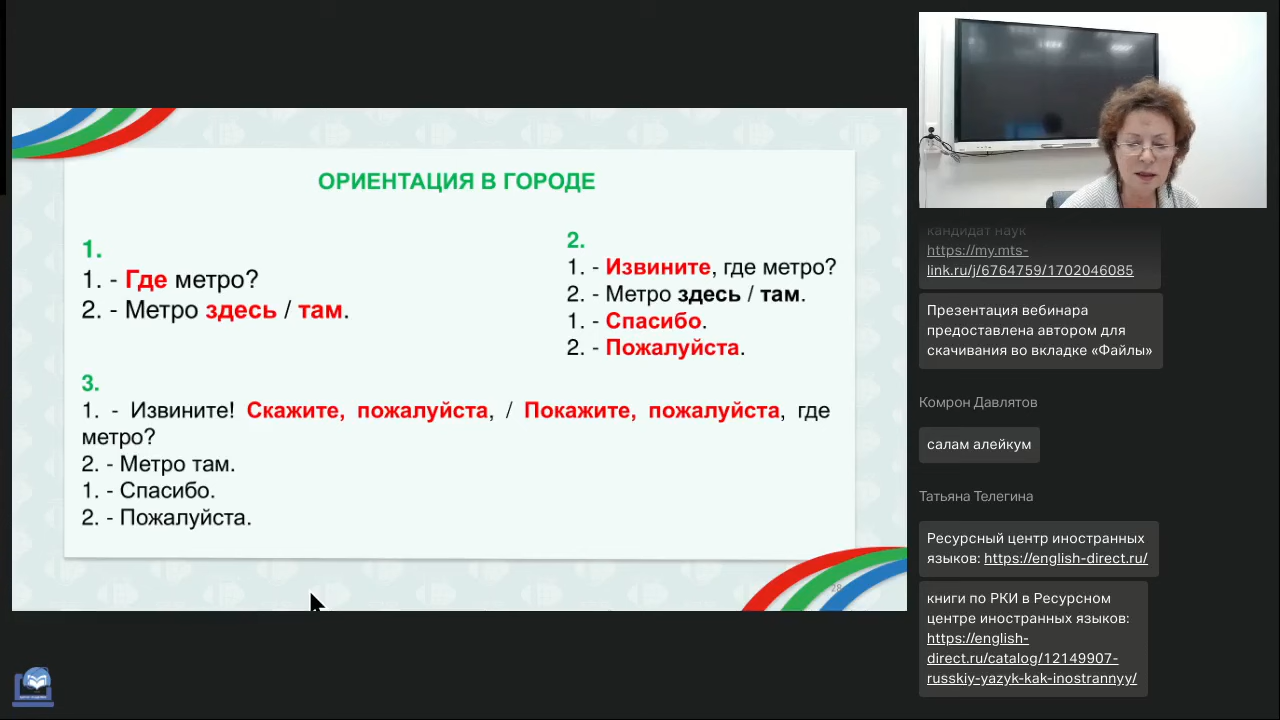 ОРИЕНТАЦИЯ В ГОРОДЕ
1.
1. - Где метро?
2. - Метро здесь / там.
2.
1. - Извините, где метро?
2. - Метро здесь / там.
1. - Спасибо.
2. - Пожалуйста.
3.
1. - Извините! Скажите, пожалуйста, / Покажите, пожалуйста, где
метро?
2. - Метро там.
1. - Спасибо.
2. - Пожалуйста.
28
кандидат наук
https://my.mts-
link.ru/j/6764759/1702046085
Презентация вебинара
предоставлена автором для
скачивания во вкладке «Файлы»
Комрон Давлятов
салам алейкум
Татьяна Телегина
Ресурсный центр иностранных
языков: https://english-direct.ru/
книги по РКИ в Ресурсном
центре иностранных языков:
https://english-
direct.ru/catalog/12149907-
russkiy-yazyk-kak-inostrannyy/